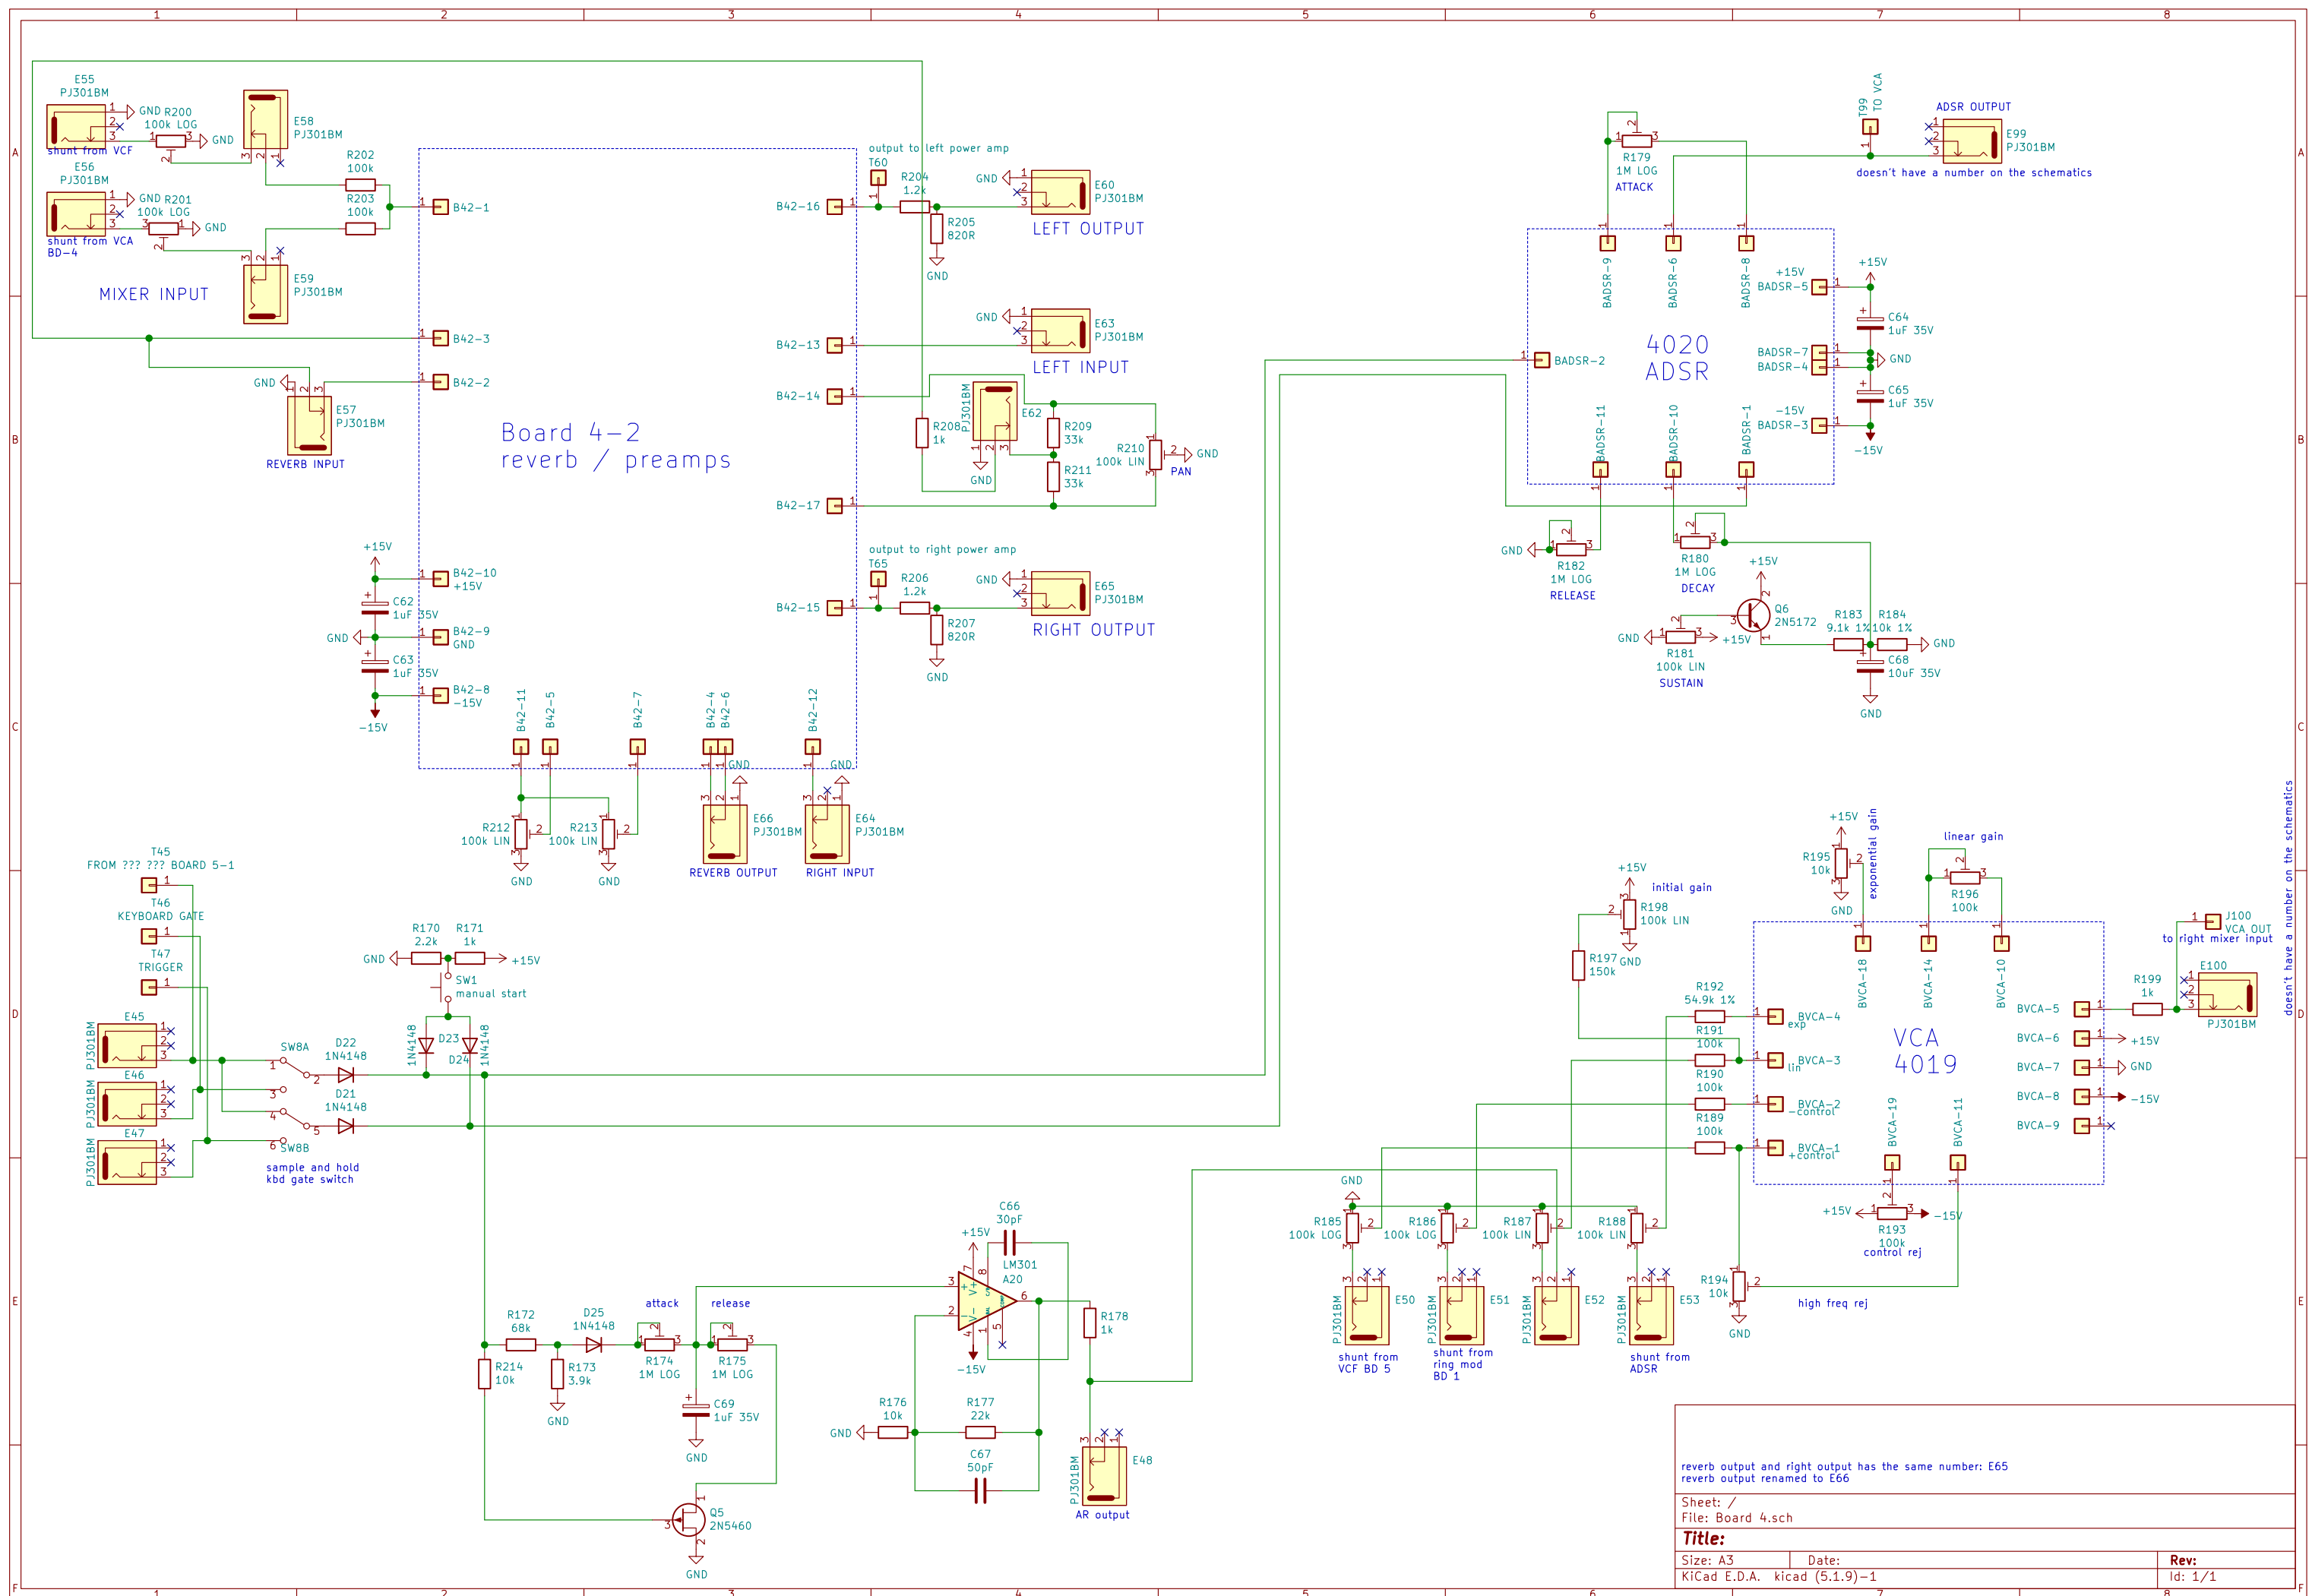 1 2 3 4 5 6 7 8
A
B
C
D
E
F
E55
PJ301BM
GND
R200
100k LOG
GND
shunt from VCF
E56
PJ301BM
GND
R201
100k LOG
GND
shunt from VCA
BD-4
E58
PJ301BM
E59
PJ301BM
MIXER INPUT
R202
100k
R203
100k
B42-1
B42-3
B42-2
GND
E57
PJ301BM
REVERB INPUT
Board 4-2
reverb / preamps
+15V
C62
1uF 35V
GND
C63
1uF 35V
-15V
B42-10
+15V
B42-9
GND
B42-8
-15V
B42-11
B42-5
B42-7
B42-4
B42-6
B42-12
R212
100k LIN
GND
R213
100k LIN
GND
GND
E66
PJ301BM
REVERB OUTPUT
GND
E64
PJ301BM
RIGHT INPUT
B42-16
B42-13
B42-14
B42-17
B42-15
output to left power amp
T60
R204
1.2k
R205
820R
GND
GND
E60
PJ301BM
LEFT OUTPUT
GND
E63
PJ301BM
LEFT INPUT
R208
1k
PJ301BM
E62
GND
R209
33k
R211
33k
R210
100k LIN
GND
PAN
output to right power amp
T65
R206
1.2k
R207
820R
GND
GND
E65
PJ301BM
RIGHT OUTPUT
T99
TO VCA
ADSR OUTPUT
E99
PJ301BM
doesn't have a number on the schematics
R179
1M LOG
ATTACK
BADSR-9
BADSR-6
BADSR-8
+15V
BADSR-5
BADSR-7
BADSR-4
-15V
BADSR-3
BADSR-2
BADSR-11
BADSR-10
BADSR-1
4020
ADSR
+15V
C64
1uF 35V
GND
C65
1uF 35V
-15V
GND
R182
1M LOG
RELEASE
R180
1M LOG
DECAY
+15V
Q6
2N5172
GND
R181
100k LIN
+15V
SUSTAIN
R183
9.1k 1%
R184
10k 1%
GND
C68
10uF 35V
GND
T45
FROM ??? ??? BOARD 5-1
T46
KEYBOARD GATE
T47
TRIGGER
E45
PJ301BM
E46
PJ301BM
E47
PJ301BM
SW8A
SW8B
sample and hold
kbd gate switch
D22
1N4148
D21
1N4148
GND
R170
2.2k
R171
1k
+15V
SW1
manual start
1N4148
D23
D24
1N4148
R172
68k
D25
1N4148
R214
10k
R173
3.9k
GND
attack
R174
1M LOG
release
R175
1M LOG
C69
1uF 35V
GND
Q5
2N5460
GND
+15V
C66
30pF
LM301
A20
-15V
R178
1k
GND
R176
10k
R177
22k
C67
50pF
PJ301BM
E48
AR output
GND
R185
100k LOG
R186
100k LOG
R187
100k LIN
R188
100k LIN
PJ301BM
E50
shunt from
VCF BD 5
PJ301BM
E51
shunt from
ring mod
BD 1
PJ301BM
E52
PJ301BM
E53
shunt from
ADSR
+15V
initial gain
R198
100k LIN
GND
R197
150k
R192
54.9k 1%
R191
100k
R190
100k
R189
100k
BVCA-4
exp
BVCA-3
lin
BVCA-2
-control
BVCA-1
+control
+15V
R195
10k
GND
exponential gain
linear gain
R196
100k
BVCA-18
BVCA-14
BVCA-10
VCA
4019
BVCA-5
BVCA-6
BVCA-7
BVCA-8
BVCA-9
+15V
GND
-15V
BVCA-19
BVCA-11
+15V
R193
100k
-15V
control rej
R194
10k
GND
high freq rej
R199
1k
J100
VCA OUT
to right mixer input
E100
PJ301BM
doesn't have a number on the schematics
reverb output and right output has the same number: E65
reverb output renamed to E66
Sheet: /
File: Board 4.sch
Title:
Size: A3
Date:
Rev:
KiCad E.D.A. kicad (5.1.9)-1
Id: 1/1